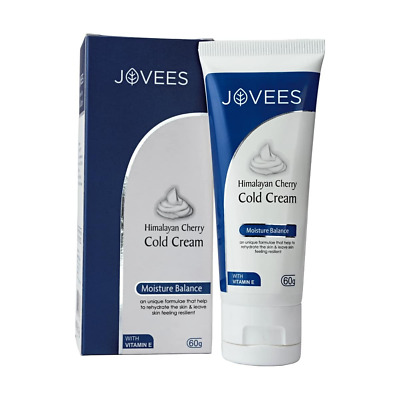 JOVEES
Himalayan Cherry
Cold Cream
Moisture Balance
an unique formulae that help
to rehydrate the skin & leave
skin feeling resilient
WITH
VITAMIN E
60g
JOVEES
Himalayan Cherry
Cold Cream
Moisture Balance
an unique formulae that help to
rehydrate the skin & leave skin
feeling resilient
WITH
VITAMIN E
60g